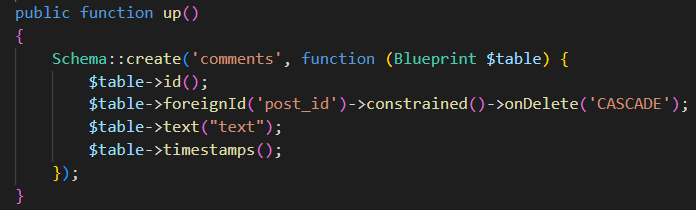 public function up()
{
    Schema::create('comments', function (Blueprint $table) {
        $table->id();
        $table->foreignId('post_id')->constrained()->onDelete('CASCADE');
        $table->text("text");
        $table->timestamps();
    });
}